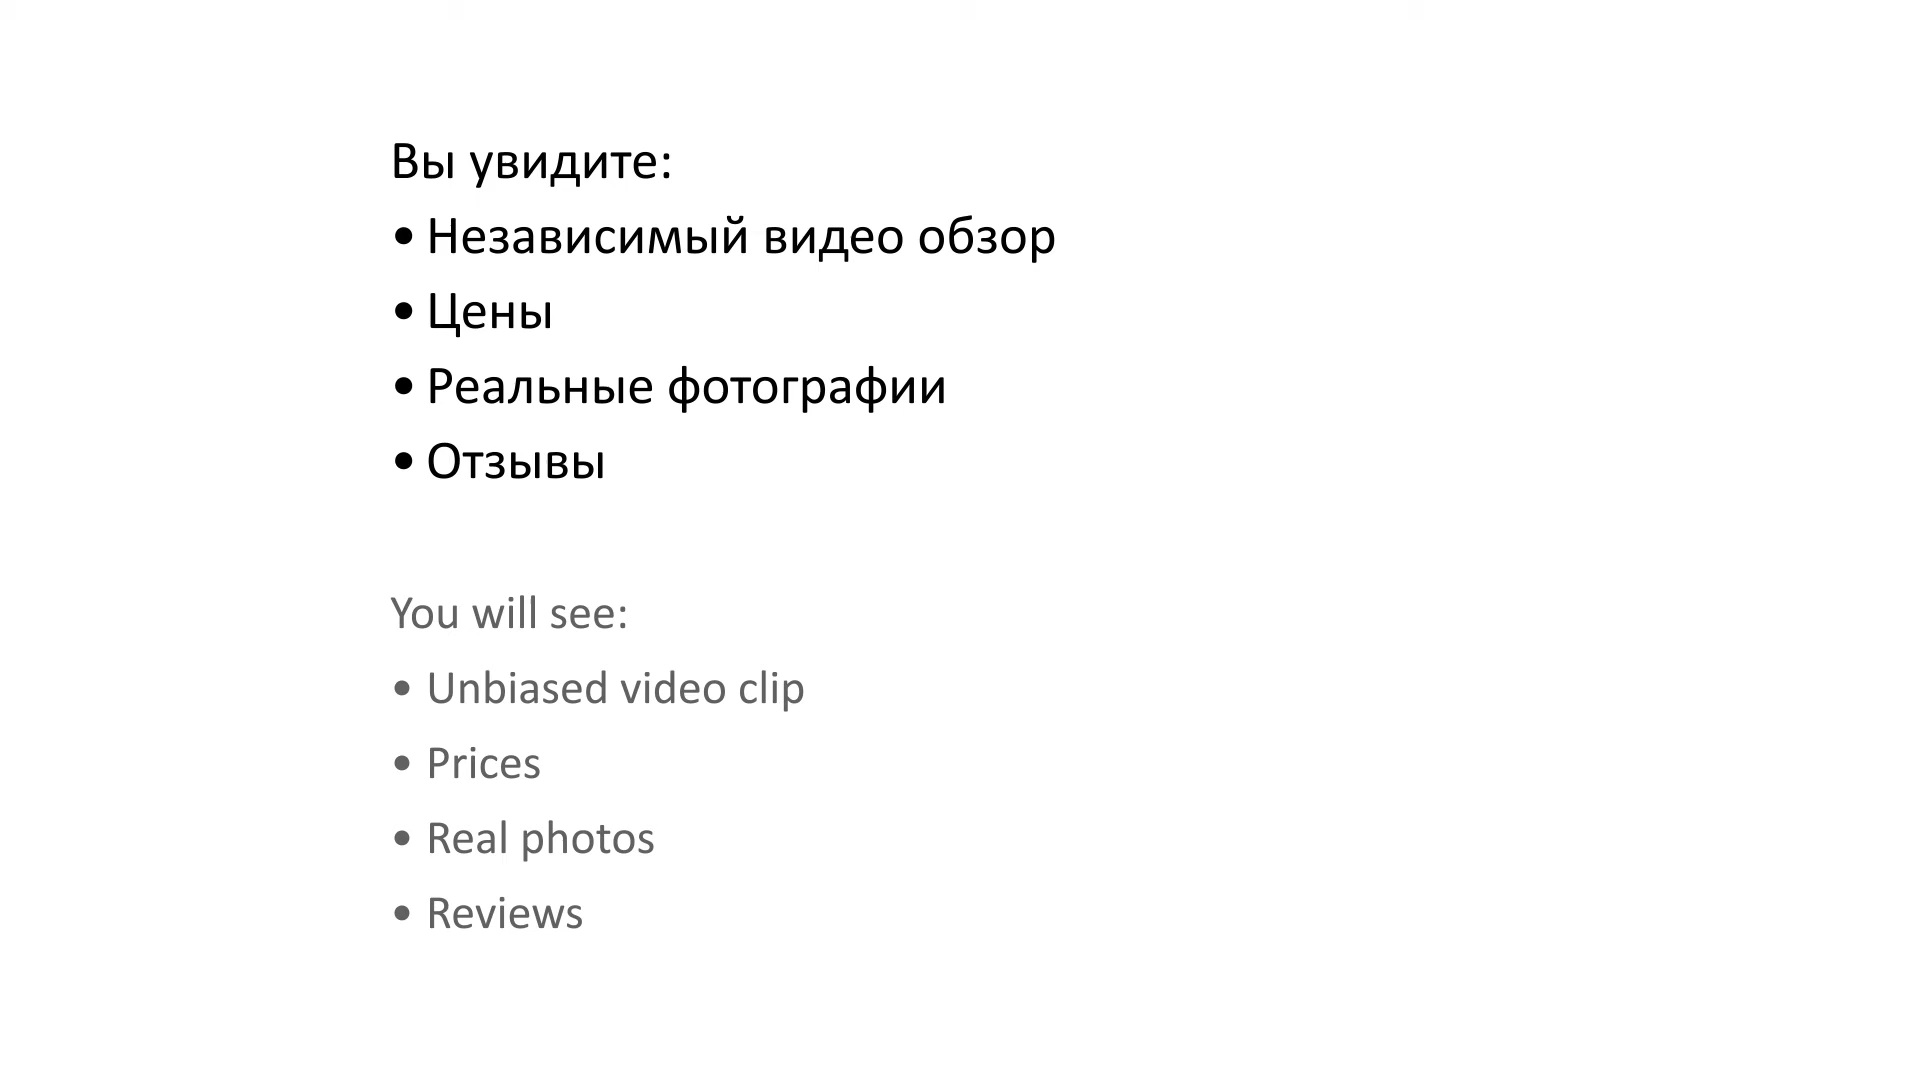 Вы увидите:
• Независимый видео обзор
• Цены
• Реальные фотографии
• Отзывы
You will see:
• Unbiased video clip
• Prices
• Real photos
• Reviews